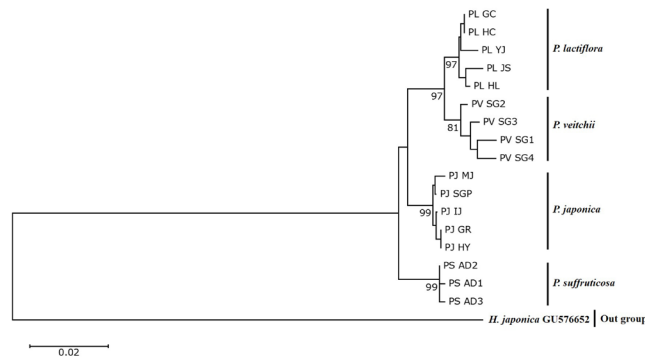 PL GC
PL HC
PL YJ
PL JS
PL HL
97
P. lactiflora
97
PV SG2
PV SG3
PV SG1
PV SG4
81
P. veitchii
PJ MJ
PJ SGP
PJ IJ
PJ GR
PJ HY
99
P. japonica
PS AD2
PS AD1
PS AD3
99
P. suffruticosa
H. japonica GU576652 Out group
0.02